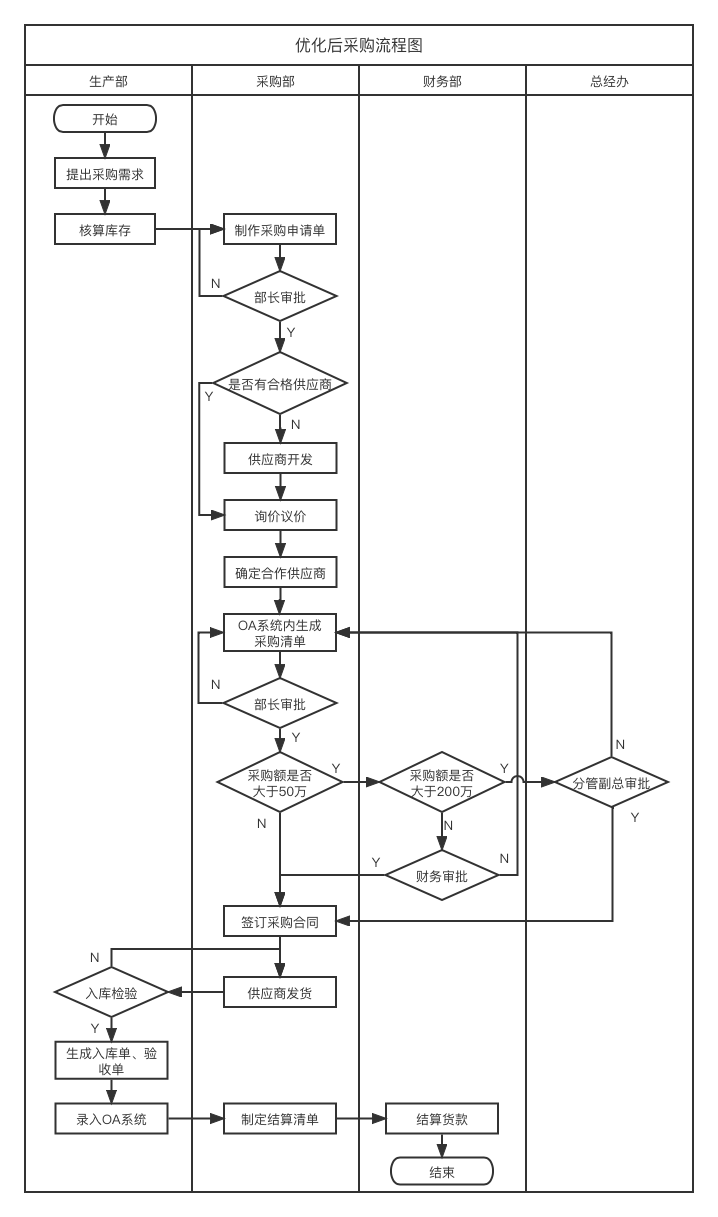 优化后采购流程图
生产部
采购部
财务部
总经办
开始
提出采购需求
核算库存
制作采购申请单
N
部长审批
Y
是否有合格供应商
Y
N
供应商开发
询价议价
确定合作供应商
OA系统内生成
采购清单
N
部长审批
Y
采购额是否
大于50万
Y
采购额是否
大于200万
Y
N
分管副总审批
N
N
Y
Y
财务审批
N
签订采购合同
N
入库检验
供应商发货
Y
生成入库单、验
收单
录入OA系统
制定结算清单
结算货款
结束